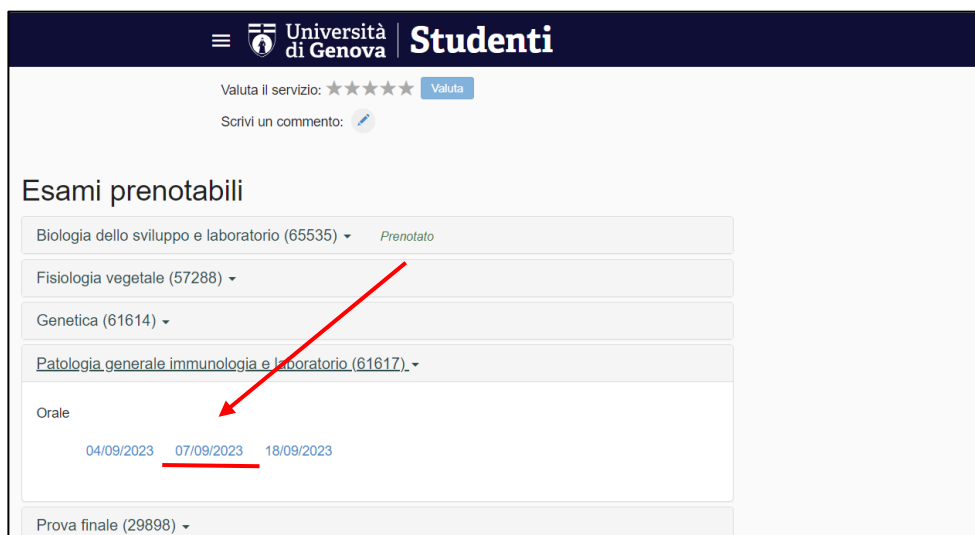 Università
di Genova
Studenti
Valuta il servizio: Valuta
Scrivi un commento:
Esami prenotabili
Biologia dello sviluppo e laboratorio (65535) Prenotato
Fisiologia vegetale (57288)
Genetica (61614)
Patologia generale immunologia e laboratorio (61617)
Orale
04/09/2023 07/09/2023 18/09/2023
Prova finale (29898)